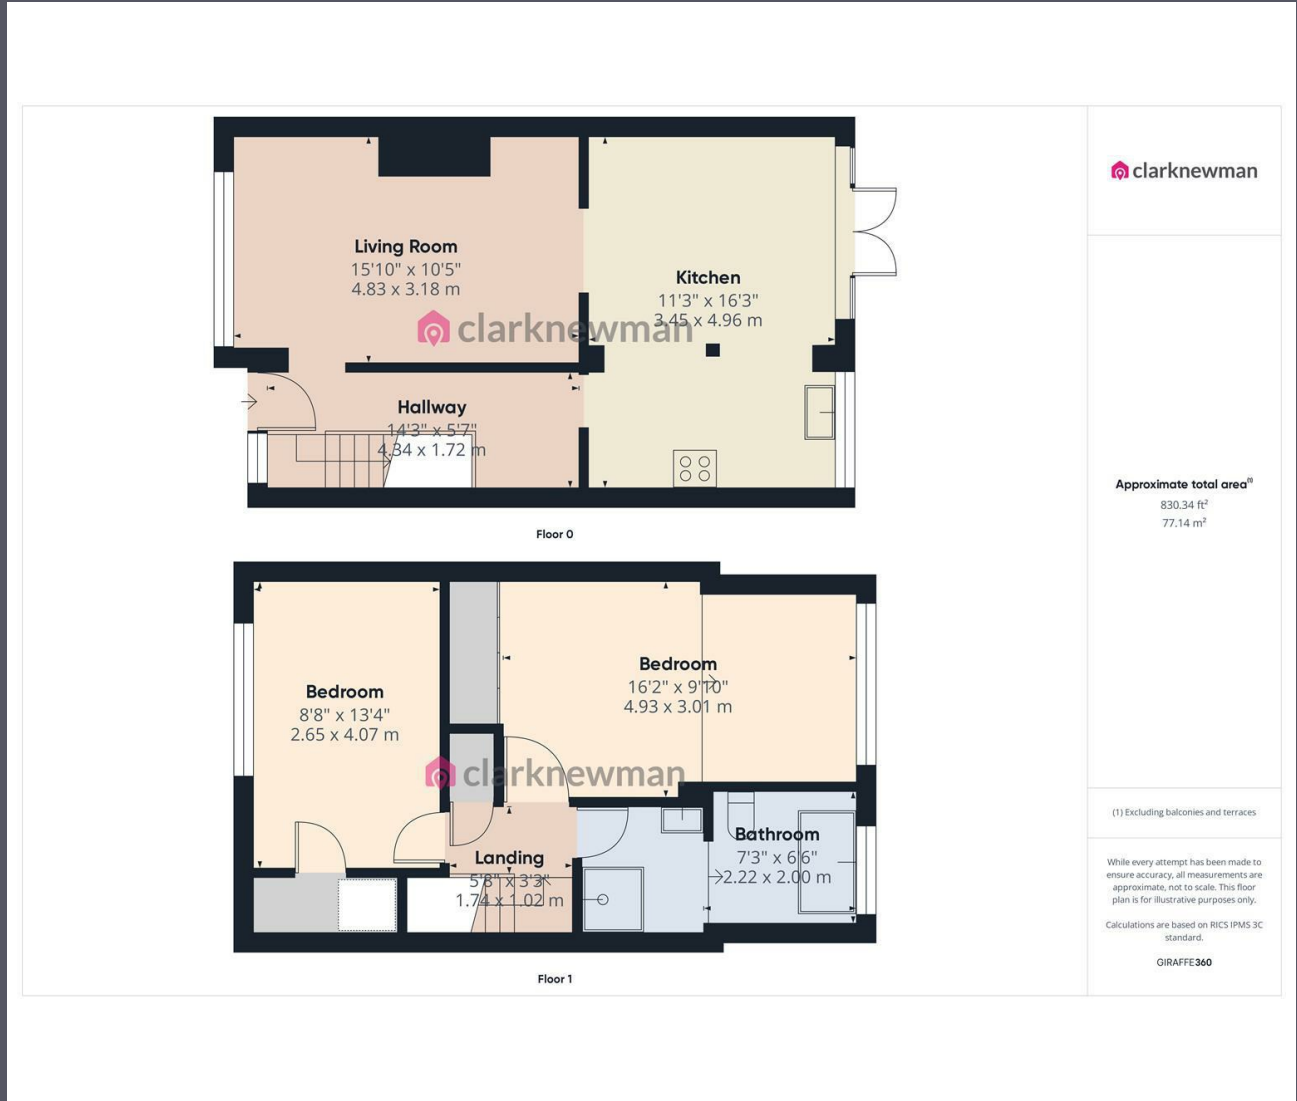 Living Room
15'10" x 10'5"
4.83 x 3.18 m
Kitchen
11'3" x 16'3"
3.45 x 4.96 m
clarknewman
Hallway
14'3" x 5'7"
4.34 x 1.72 m
Floor 0
Bedroom
8'8" x 13'4"
2.65 x 4.07 m
Bedroom
16'2" x 9'10"
4.93 x 3.01 m
clarknewman
Landing
5'8" x 3'3"
1.74 x 1.02 m
Bathroom
7'3" x 6'6"
2.22 x 2.00 m
Floor 1
clarknewman
Approximate total area(1)
830.34 ft²
77.14 m²
(1) Excluding balconies and terraces
While every attempt has been made to
ensure accuracy, all measurements are
approximate, not to scale. This floor
plan is for illustrative purposes only.
Calculations are based on RICS IPMS 3C
standard.
GIRAFFE360